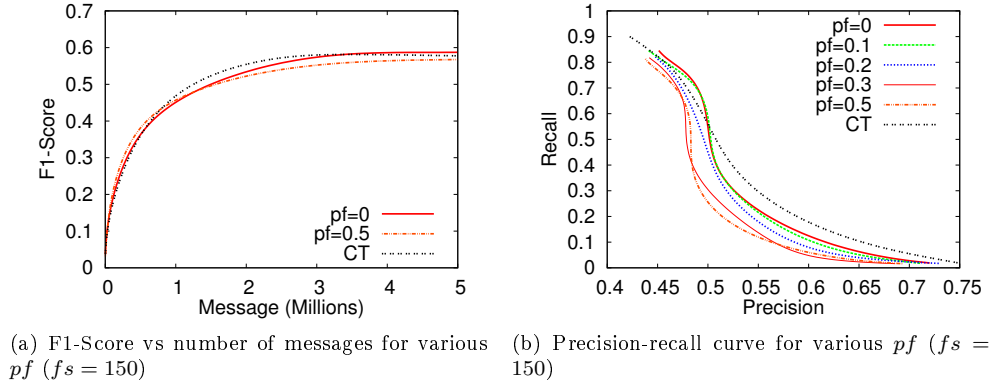 0.7
0.6
0.5
0.4
0.3
0.2
0.1
0
F1-Score
pf=0
pf=0.5
CT
0 1 2 3 4 5
Message (Millions)
(a) F1-Score vs number of messages for various
pf (fs = 150)
1
0.9
0.8
0.7
0.6
0.5
0.4
0.3
0.2
0.1
0
Recall
pf=0
pf=0.1
pf=0.2
pf=0.3
pf=0.5
CT
0.4 0.45 0.5 0.55 0.6 0.65 0.7 0.75
Precision
(b) Precision-recall curve for various pf (fs =
150)